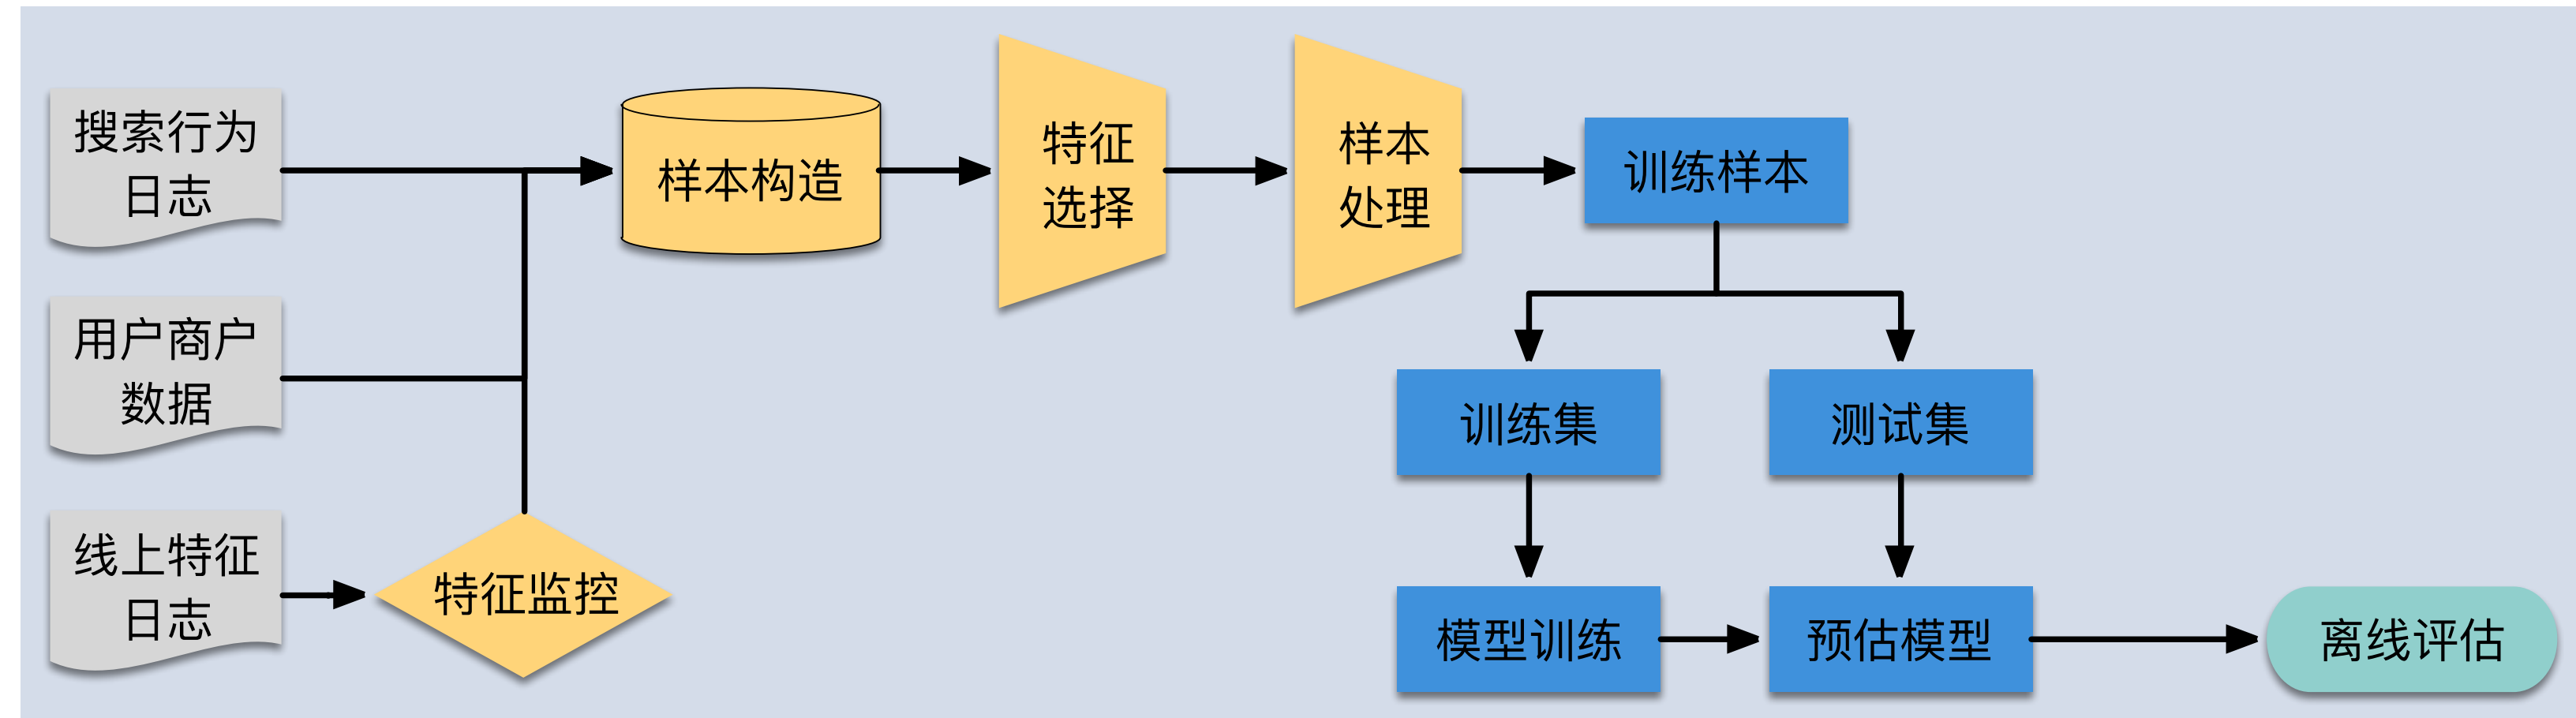 搜索行为
日志
样本构造
特征
选择
样本
处理
训练样本
用户商户
数据
训练集
测试集
线上特征
日志
特征监控
模型训练
预估模型
离线评估